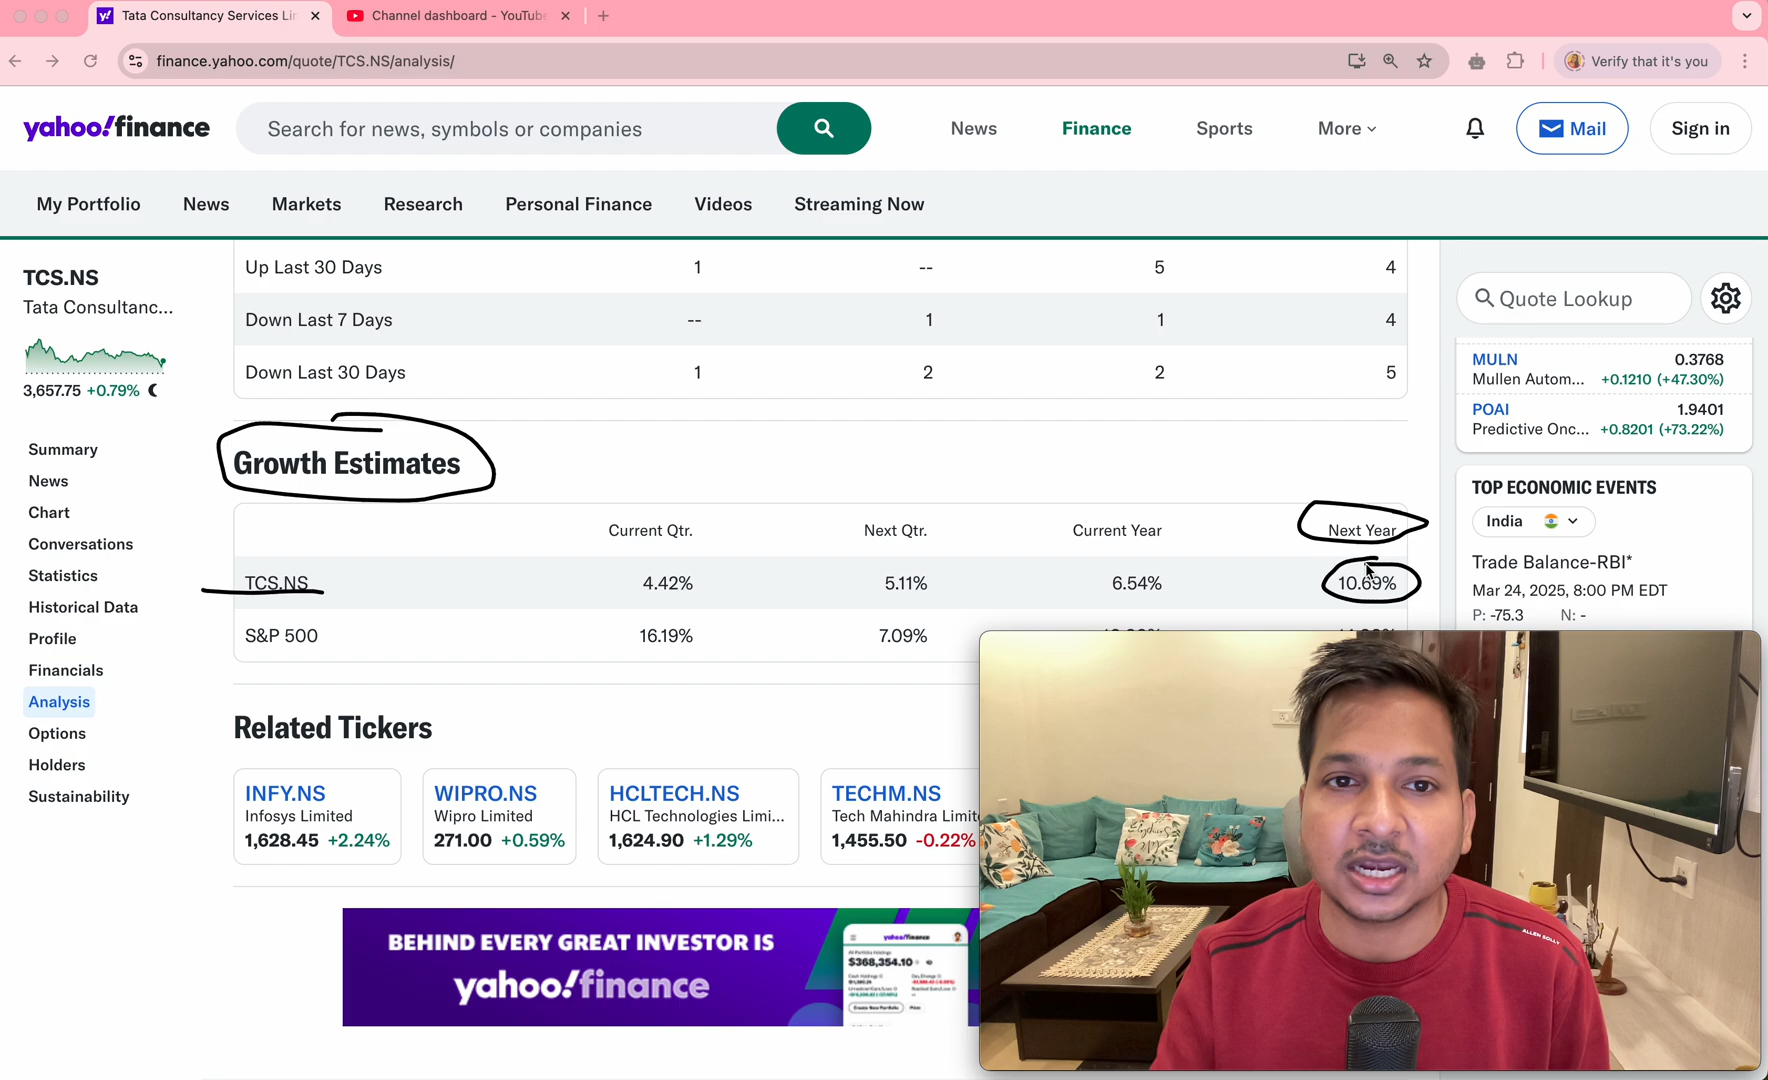 Tata Consultancy Services Lir
Channel dashboard - YouTube
finance.yahoo.com/quote/TCS.NS/analysis/
Verify that it's you
yahoo!finance
Search for news, symbols or companies
News
Finance
Sports
More
Mail
Sign in
My Portfolio
News
Markets
Research
Personal Finance
Videos
Streaming Now
TCS.NS
Tata Consultanc...
3,657.75 +0.79%
Summary
News
Chart
Conversations
Statistics
Historical Data
Profile
Financials
Analysis
Options
Holders
Sustainability
Up Last 30 Days 1 -- 5 4
Down Last 7 Days -- 1 1 4
Down Last 30 Days 1 2 2 5
Growth Estimates
Current Qtr. Next Qtr. Current Year Next Year
TCS.NS 4.42% 5.11% 6.54% 10.69%
S&P 500 16.19% 7.09%
Related Tickers
INFY.NS
Infosys Limited
1,628.45 +2.24%
WIPRO.NS
Wipro Limited
271.00 +0.59%
HCLTECH.NS
HCL Technologies Limi...
1,624.90 +1.29%
TECHM.NS
Tech Mahindra Limite
1,455.50 -0.22%
BEHIND EVERY GREAT INVESTOR IS
yahoo!finance
yahoo!finance
$368,354.10
Quote Lookup
MULN 0.3768
Mullen Autom... +0.1210 (+47.30%)
POAI 1.9401
Predictive Onc... +0.8201 (+73.22%)
TOP ECONOMIC EVENTS
India
Trade Balance-RBI*
Mar 24, 2025, 8:00 PM EDT
P: -75.3 N: -
ALLEN SOLLY